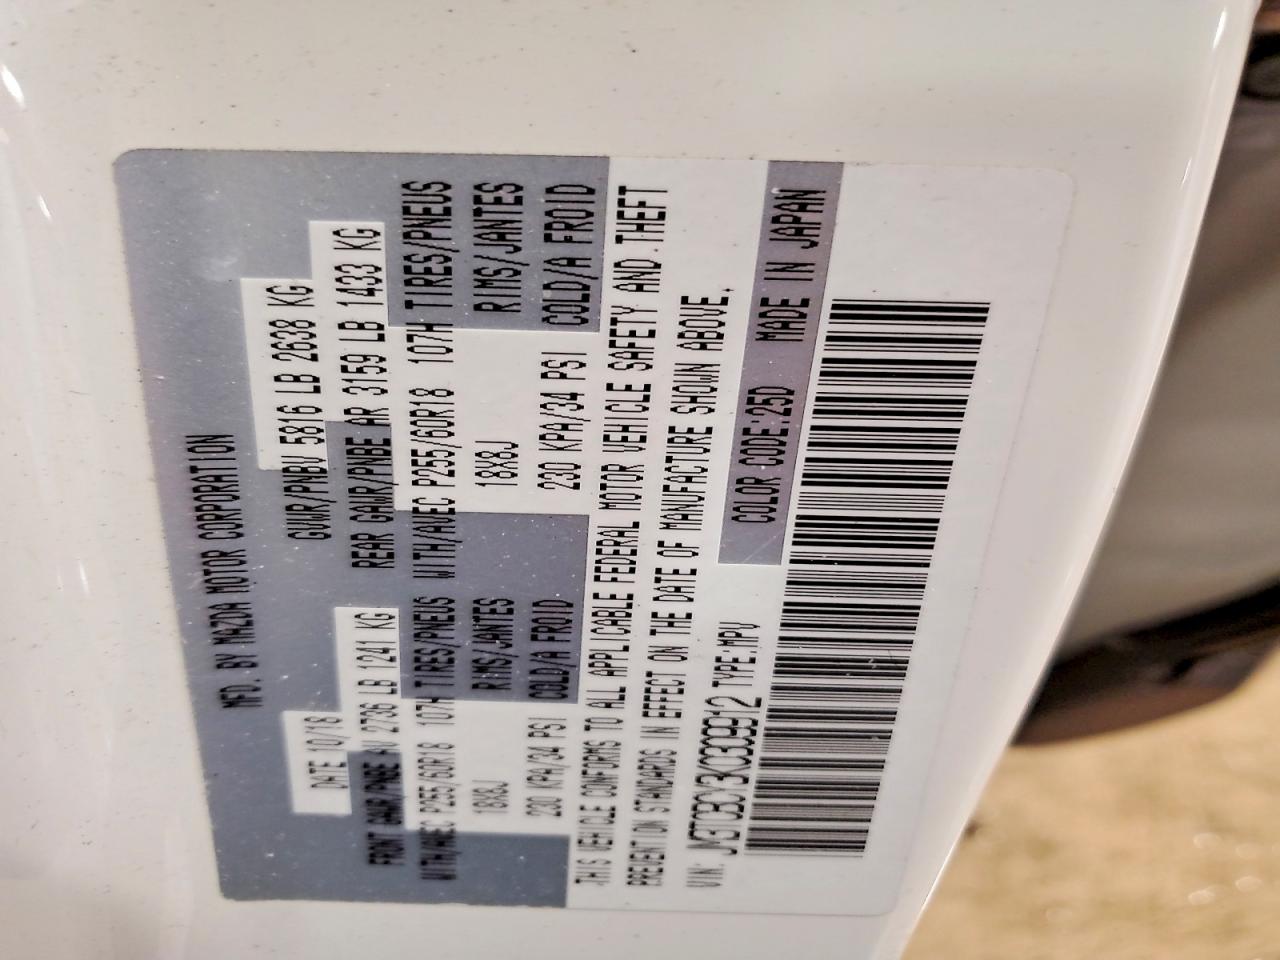 MFD. BY MAZDA MOTOR CORPORATION
DATE 10/18 GVWR/PNBV 5816 LB 2638 KG
FRONT GAWR/PNBE AV 2736 LB 1241 KG REAR GAWR/PNBE AR 3159 LB 1433 KG
WITH/AVEC P255/60R18 107H TIRES/PNEUS WITH/AVEC P255/60R18 107H TIRES/PNEUS
18X8J RIMS/JANTES 18X8J RIMS/JANTES
230 KPA/34 PSI COLD/A FROID 230 KPA/34 PSI COLD/A FROID
THIS VEHICLE CONFORMS TO ALL APPLICABLE FEDERAL MOTOR VEHICLE SAFETY AND THEFT
PREVENTION STANDARDS IN EFFECT ON THE DATE OF MANUFACTURE SHOWN ABOVE.
VIN: JM3TCBCY3K0309912 TYPE:MPV
COLOR CODE:25D MADE IN JAPAN